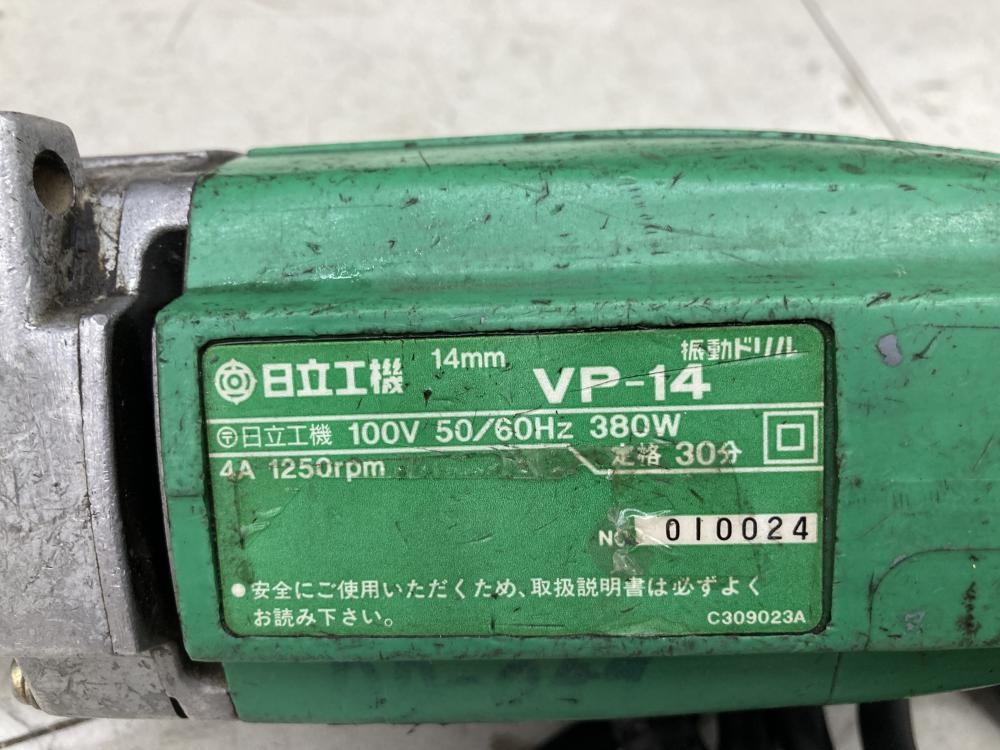 日立工機 14mm 振動ドリル
VP-14
〶日立工機 100V 50/60Hz 380W
4A 1250rpm 定格 30分
NO. 010024
●安全にご使用いただくため、取扱説明書は必ずよく
お読み下さい。
C309023A